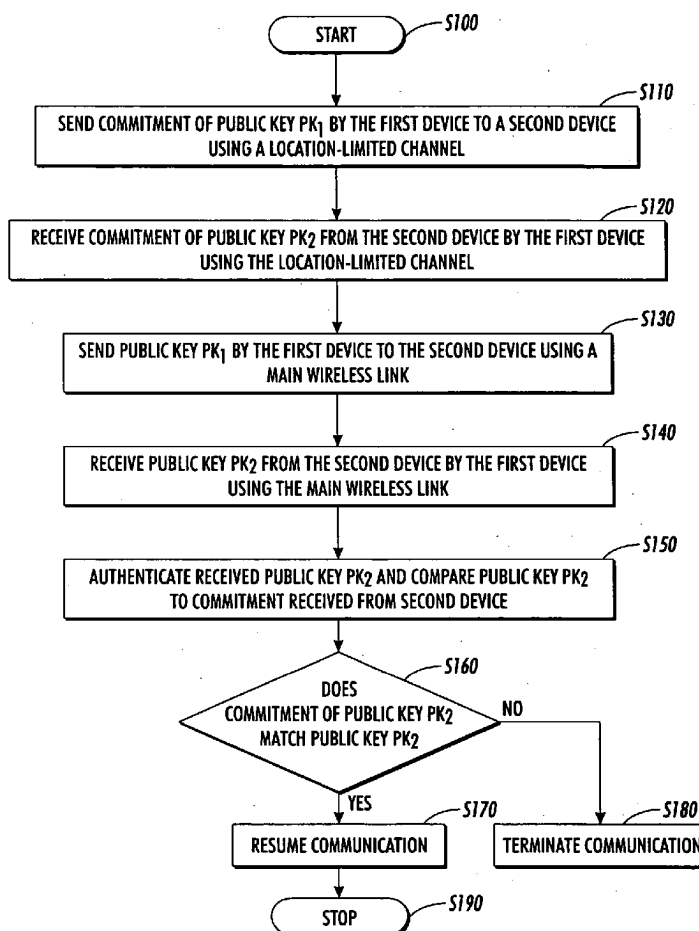 START
S100
S110
SEND COMMITMENT OF PUBLIC KEY PK1 BY THE FIRST DEVICE TO A SECOND DEVICE
USING A LOCATION-LIMITED CHANNEL
S120
RECEIVE COMMITMENT OF PUBLIC KEY PK2 FROM THE SECOND DEVICE BY THE FIRST DEVICE
USING THE LOCATION-LIMITED CHANNEL
S130
SEND PUBLIC KEY PK1 BY THE FIRST DEVICE TO THE SECOND DEVICE USING A
MAIN WIRELESS LINK
S140
RECEIVE PUBLIC KEY PK2 FROM THE SECOND DEVICE BY THE FIRST DEVICE
USING THE MAIN WIRELESS LINK
S150
AUTHENTICATE RECEIVED PUBLIC KEY PK2 AND COMPARE PUBLIC KEY PK2
TO COMMITMENT RECEIVED FROM SECOND DEVICE
S160
DOES
COMMITMENT OF PUBLIC KEY PK2
MATCH PUBLIC KEY PK2
NO
YES
S170
RESUME COMMUNICATION
S180
TERMINATE COMMUNICATION
STOP
S190